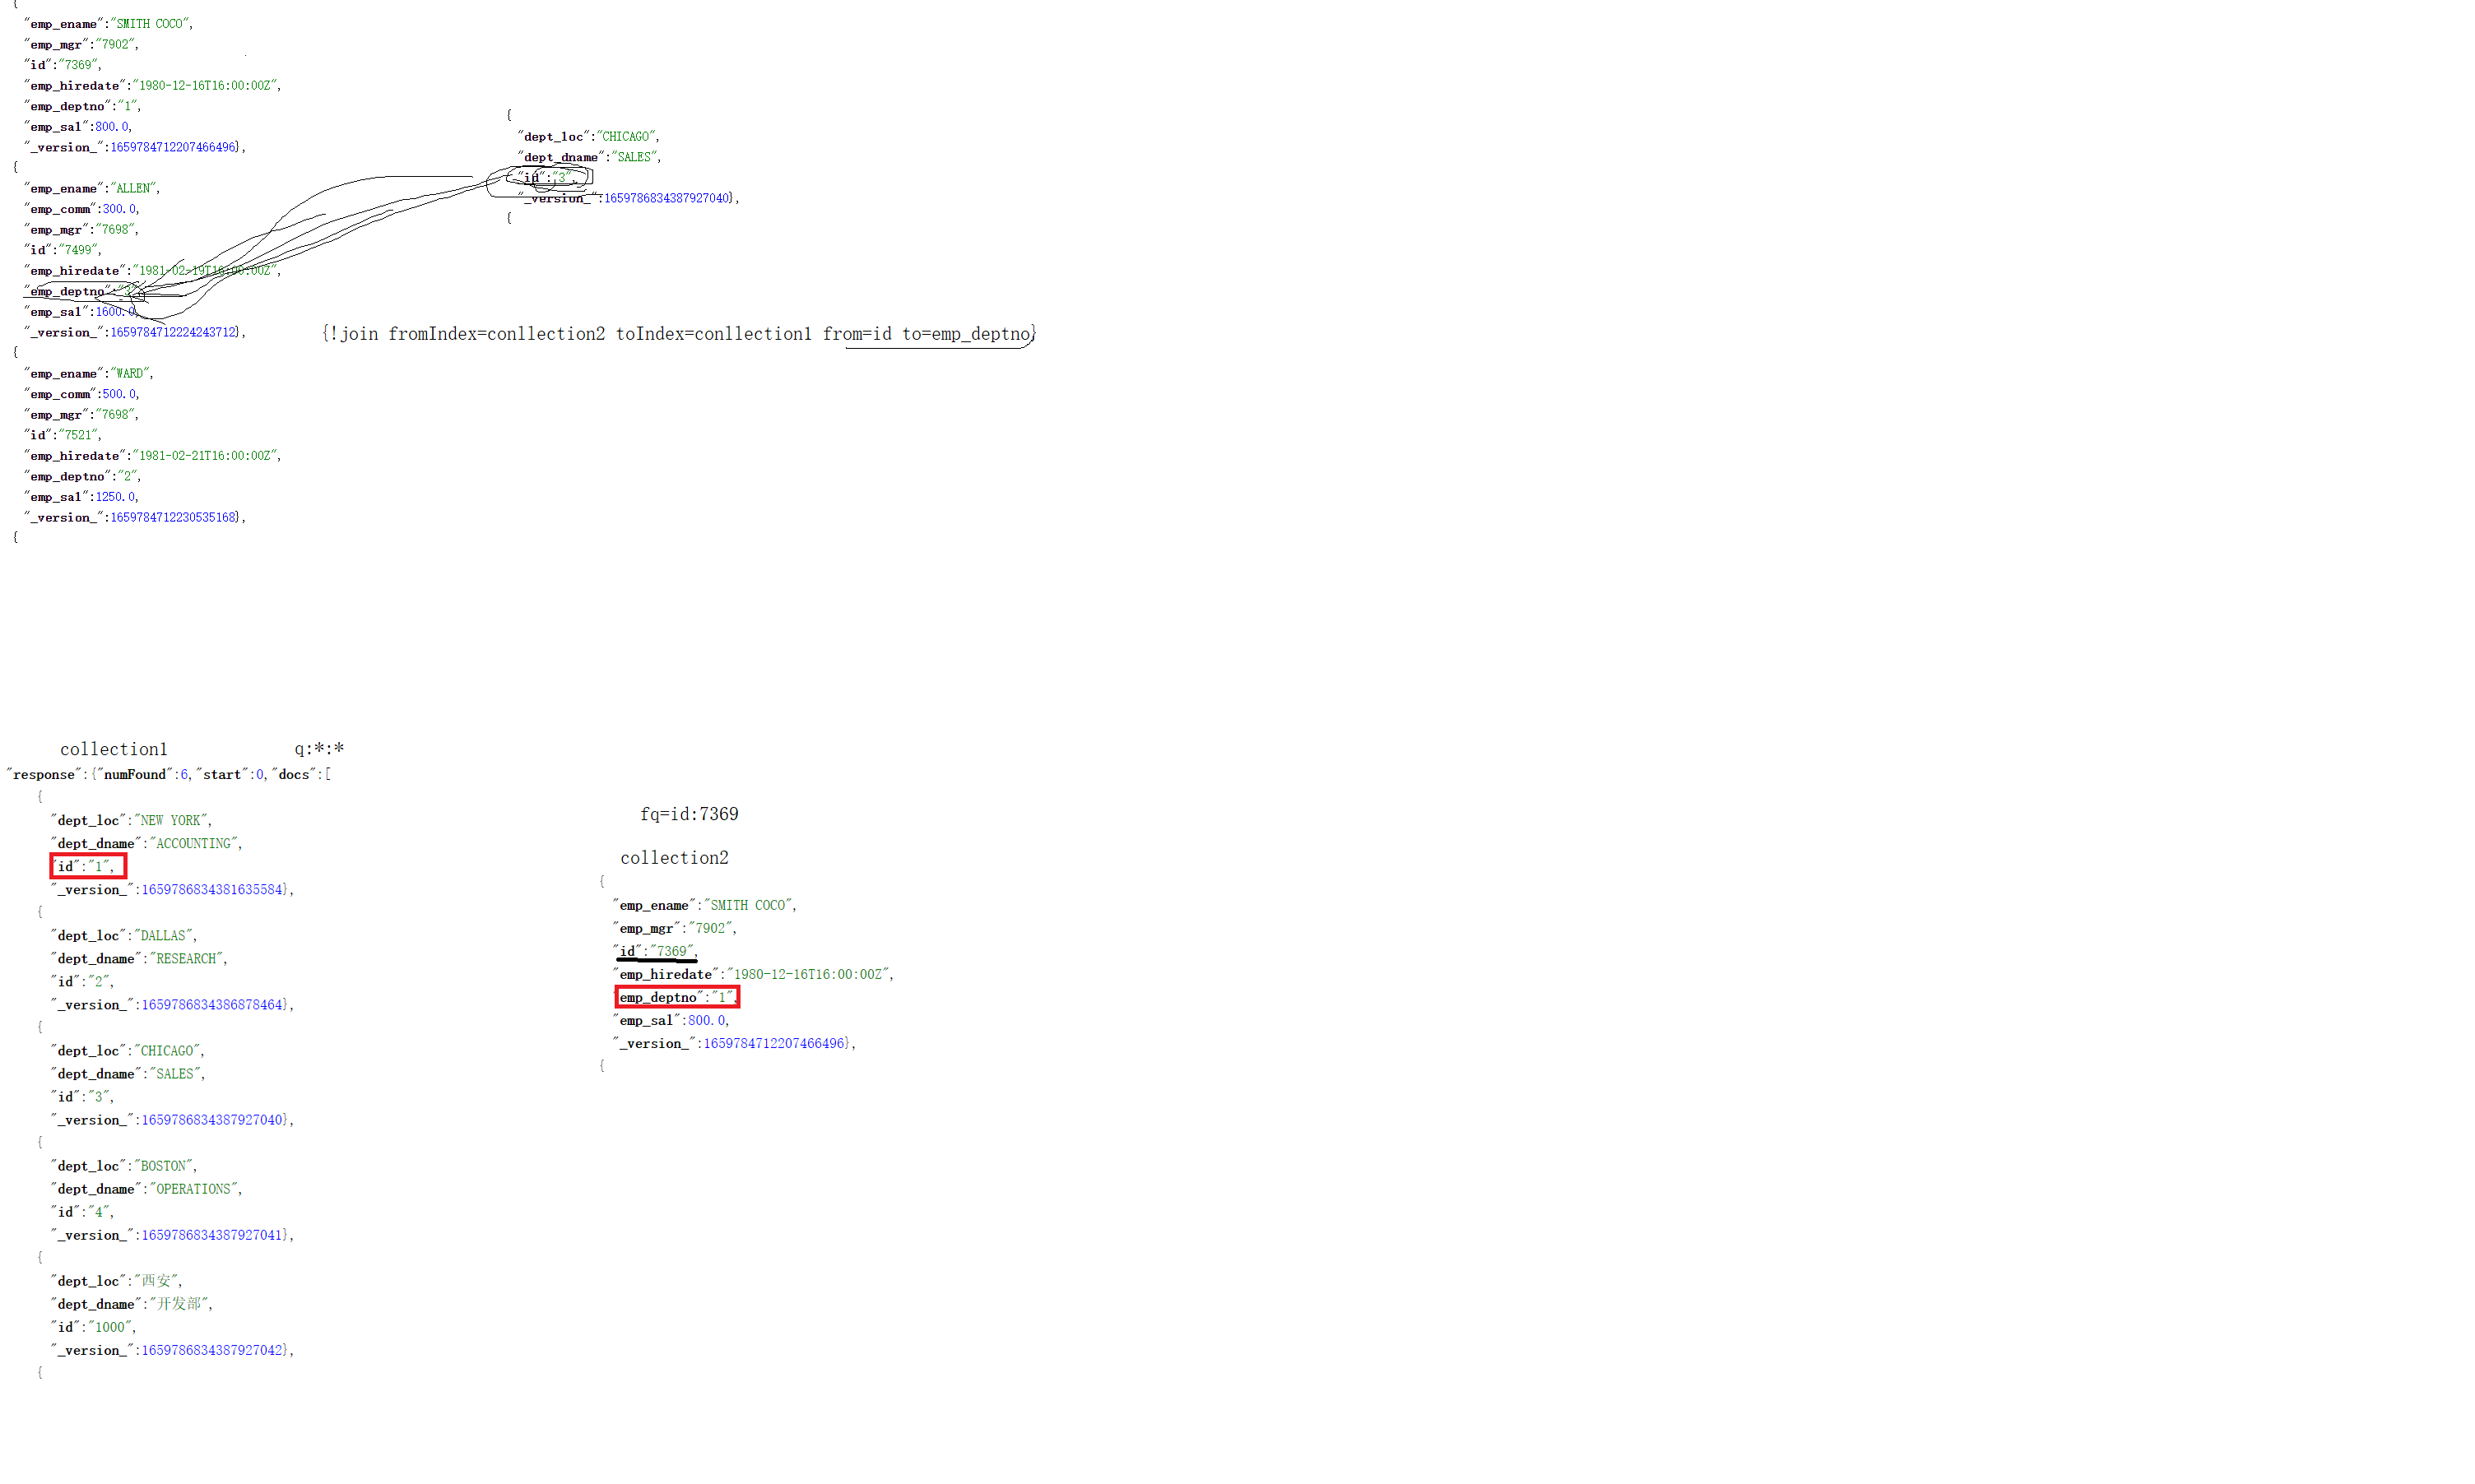 {
"emp_ename":"SMITH COCO",
"emp_mgr":"7902",
"id":"7369",
"emp_hiredate":"1980-12-16T16:00:00Z",
"emp_deptno":"1",
"emp_sal":800.0,
"_version_":1659784712207466496},
{
"emp_ename":"ALLEN",
"emp_comm":300.0,
"emp_mgr":"7698",
"id":"7499",
"emp_hiredate":"1981-02-19T16:00:00Z",
"emp_deptno":"3",
"emp_sal":1600.0,
"_version_":1659784712224243712},
{
"emp_ename":"WARD",
"emp_comm":500.0,
"emp_mgr":"7698",
"id":"7521",
"emp_hiredate":"1981-02-21T16:00:00Z",
"emp_deptno":"2",
"emp_sal":1250.0,
"_version_":1659784712230535168},
{
{
"dept_loc":"CHICAGO",
"dept_dname":"SALES",
"id":"3",
"_version_":1659786834387927040},
{
{!join fromIndex=conllection2 toIndex=conllection1 from=id to=emp_deptno}
collection1 q:*:*
"response":{"numFound":6,"start":0,"docs":[
{
"dept_loc":"NEW YORK",
"dept_dname":"ACCOUNTING",
"id":"1",
"_version_":1659786834381635584},
{
"dept_loc":"DALLAS",
"dept_dname":"RESEARCH",
"id":"2",
"_version_":1659786834386878464},
{
"dept_loc":"CHICAGO",
"dept_dname":"SALES",
"id":"3",
"_version_":1659786834387927040},
{
"dept_loc":"BOSTON",
"dept_dname":"OPERATIONS",
"id":"4",
"_version_":1659786834387927041},
{
"dept_loc":"西安",
"dept_dname":"开发部",
"id":"1000",
"_version_":1659786834387927042},
{
fq=id:7369
collection2
{
"emp_ename":"SMITH COCO",
"emp_mgr":"7902",
"id":"7369",
"emp_hiredate":"1980-12-16T16:00:00Z",
"emp_deptno":"1",
"emp_sal":800.0,
"_version_":1659784712207466496},
{